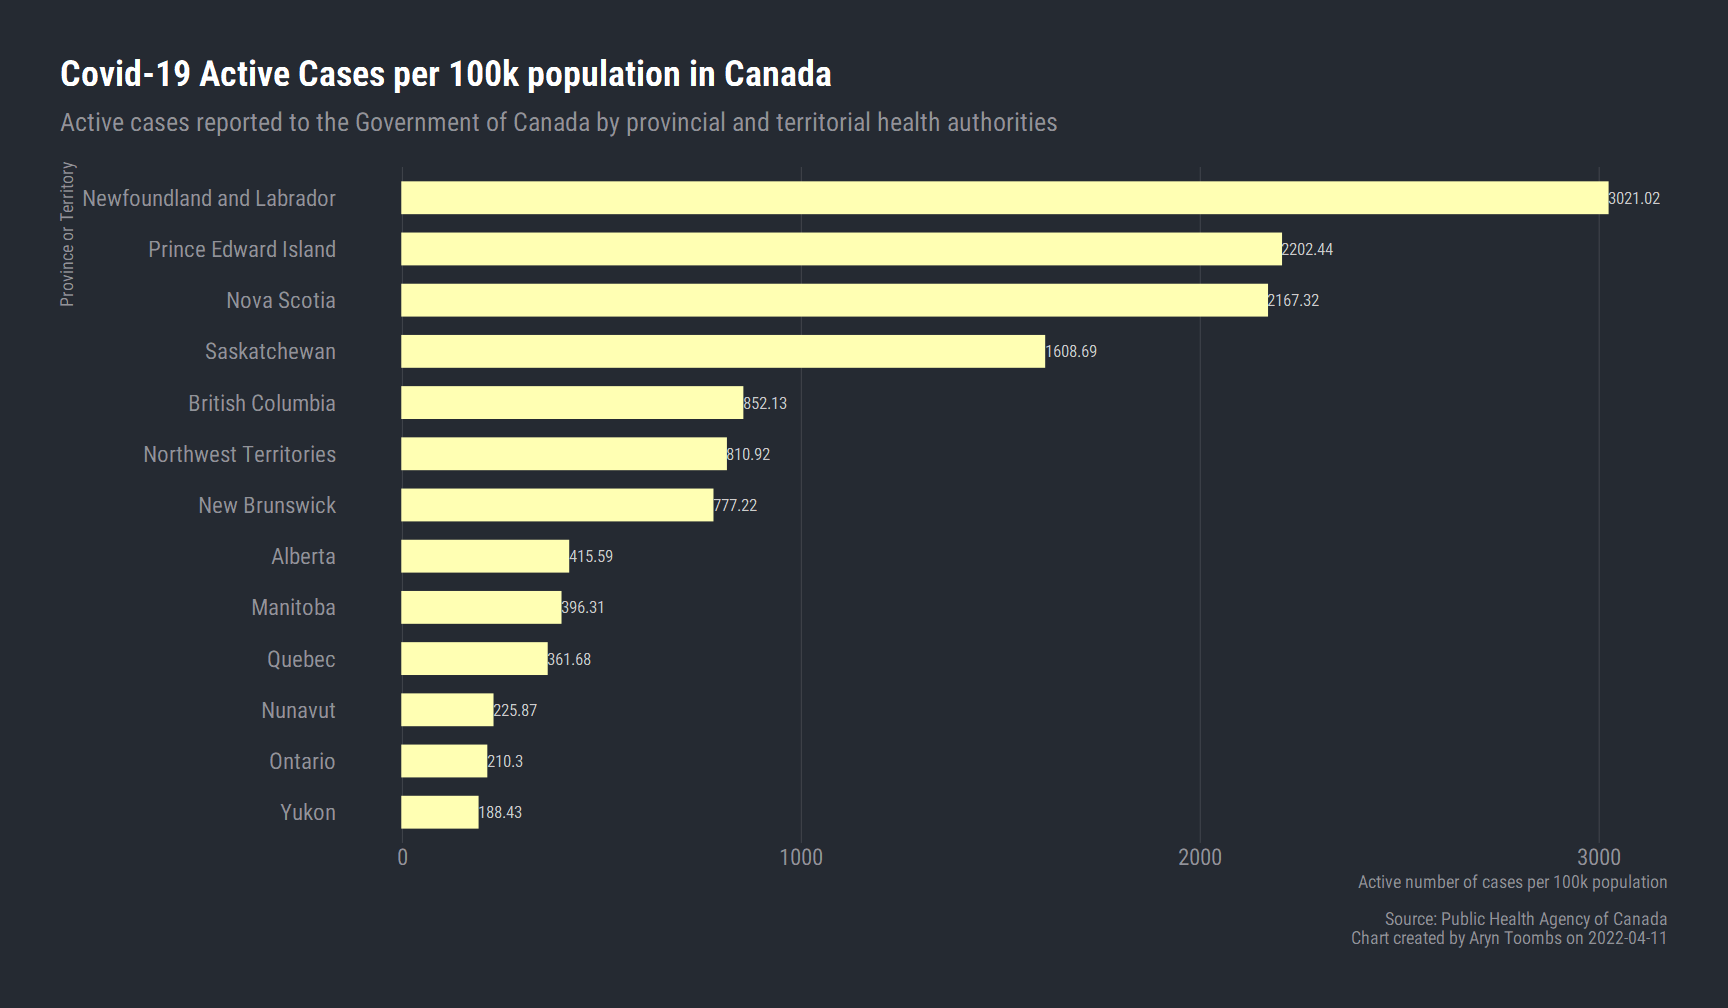 Covid-19 Active Cases per 100k population in Canada
Active cases reported to the Government of Canada by provincial and territorial health authorities
Province or Territory
Newfoundland and Labrador 3021.02
Prince Edward Island 2202.44
Nova Scotia 2167.32
Saskatchewan 1608.69
British Columbia 852.13
Northwest Territories 810.92
New Brunswick 777.22
Alberta 415.59
Manitoba 396.31
Quebec 361.68
Nunavut 225.87
Ontario 210.3
Yukon 188.43
0 1000 2000 3000
Active number of cases per 100k population
Source: Public Health Agency of Canada
Chart created by Aryn Toombs on 2022-04-11